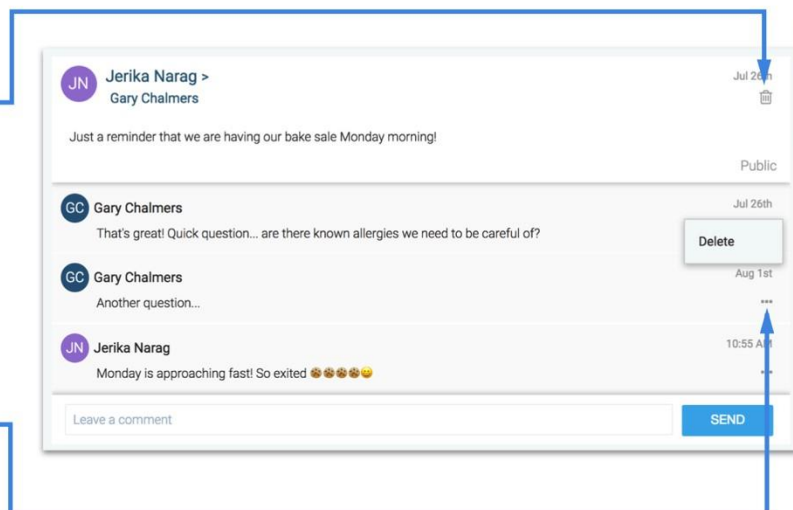 JN Jerika Narag >
Gary Chalmers
Jul 26th
Just a reminder that we are having our bake sale Monday morning!
Public
GC Gary Chalmers
Jul 26th
That's great! Quick question... are there known allergies we need to be careful of?
Delete
GC Gary Chalmers
Aug 1st
Another question...
JN Jerika Narag
10:55 AM
Monday is approaching fast! So exited 🍪🍪🍪🍪😀
Leave a comment
SEND